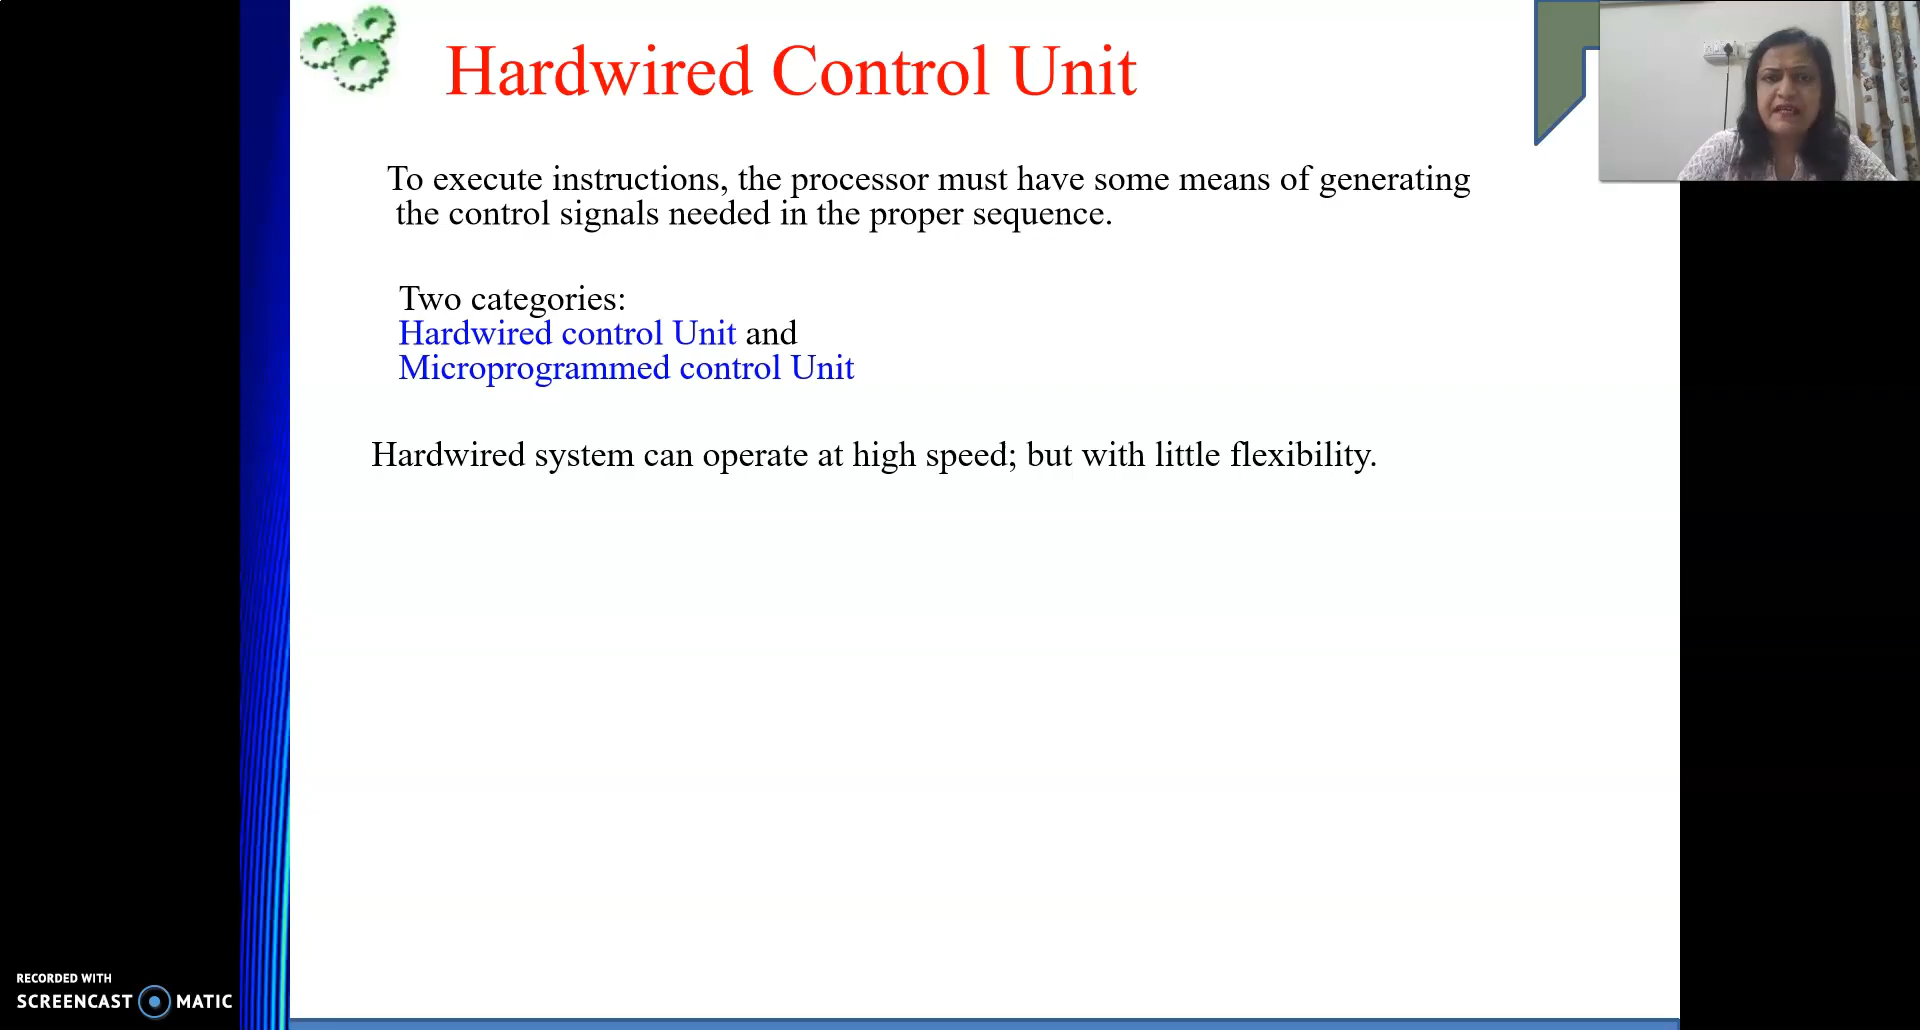 Hardwired Control Unit
To execute instructions, the processor must have some means of generating
the control signals needed in the proper sequence.
Two categories:
Hardwired control Unit and
Microprogrammed control Unit
Hardwired system can operate at high speed; but with little flexibility.
RECORDED WITH
SCREENCAST MATIC